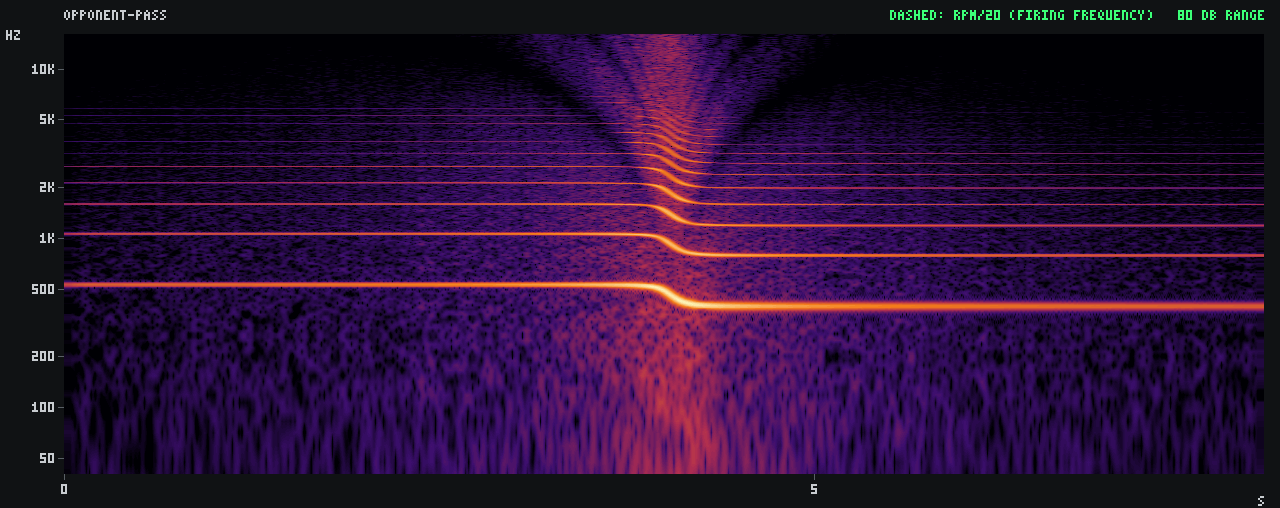 OPPONENT-PASS
DASHED: RPM/20 (FIRING FREQUENCY) 80 DB RANGE
HZ
10K
5K
2K
1K
500
200
100
50
0 5
S